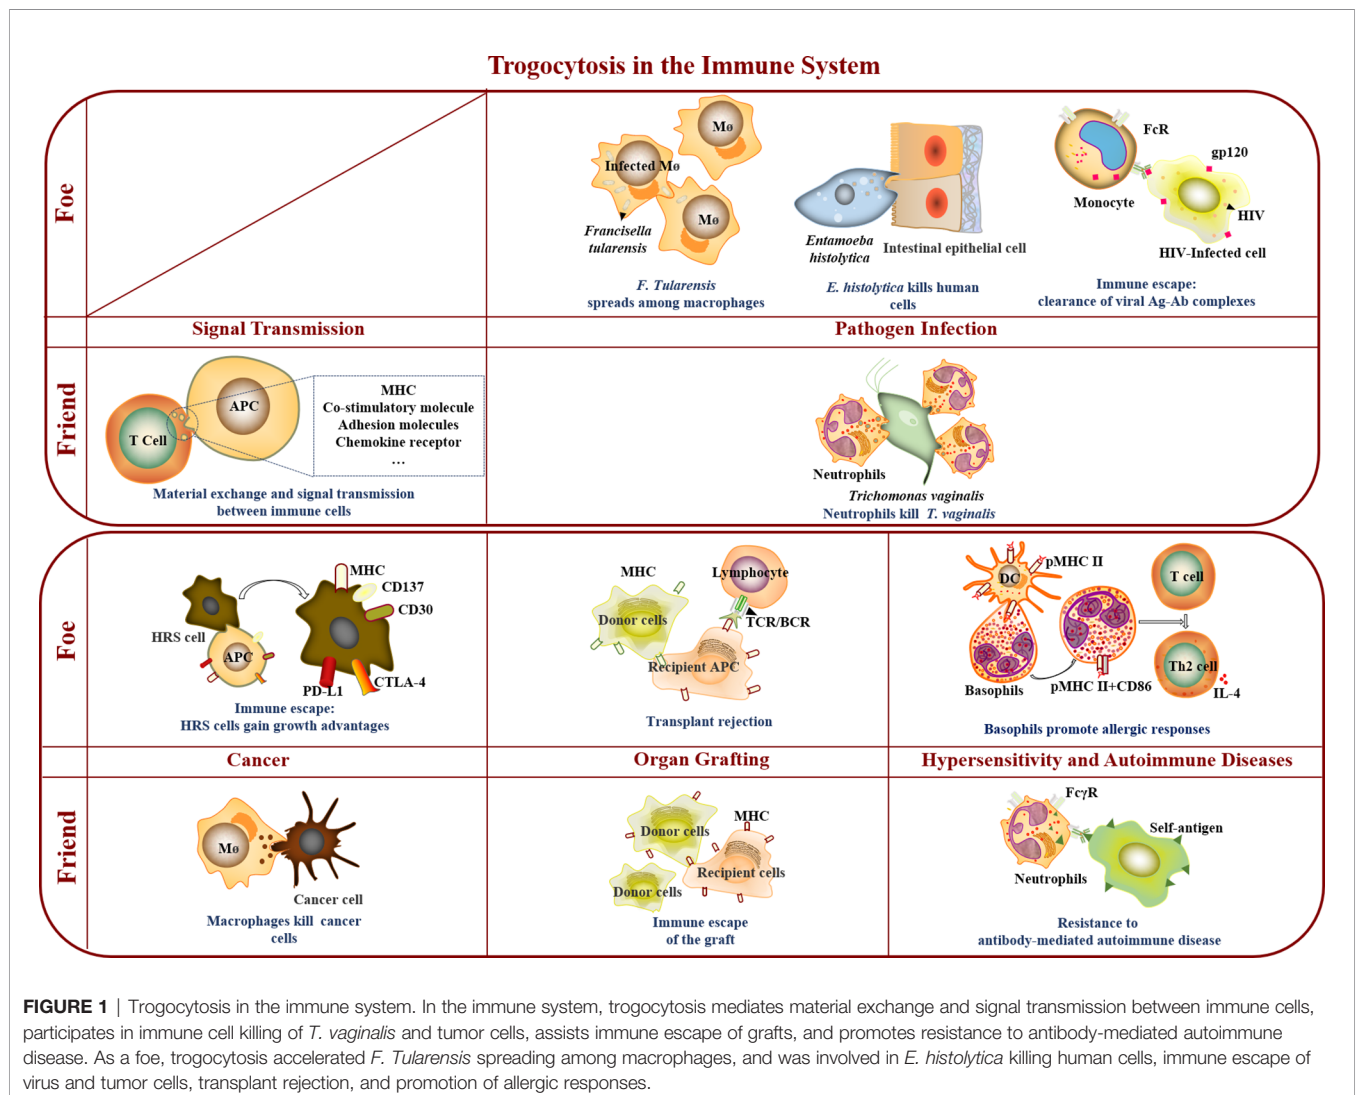 Trogocytosis in the Immune System
Foe
Mø
Infected Mø
Mø
Francisella
tularensis
F. Tularensis
spreads among macrophages
Entamoeba
histolytica
Intestinal epithelial cell
E. histolytica kills human
cells
FcR
gp120
Monocyte
HIV
HIV-Infected cell
Immune escape:
clearance of viral Ag-Ab complexes
Signal Transmission
Pathogen Infection
Friend
T Cell
APC
MHC
Co-stimulatory molecule
Adhesion molecules
Chemokine receptor
...
Material exchange and signal transmission
between immune cells
Neutrophils
Trichomonas vaginalis
Neutrophils kill T. vaginalis
Foe
HRS cell
APC
MHC
CD137
CD30
PD-L1
CTLA-4
Immune escape:
HRS cells gain growth advantages
MHC
Lymphocyte
Donor cells
TCR/BCR
Recipient APC
Transplant rejection
DC
pMHC II
T cell
Th2 cell
Basophils
pMHC II+CD86
IL-4
Basophils promote allergic responses
Cancer
Organ Grafting
Hypersensitivity and Autoimmune Diseases
Friend
Mø
Cancer cell
Macrophages kill cancer
cells
MHC
Donor cells
Recipient cells
Donor cells
Immune escape
of the graft
FcγR
Self-antigen
Neutrophils
Resistance to
antibody-mediated autoimmune disease
FIGURE 1 | Trogocytosis in the immune system. In the immune system, trogocytosis mediates material exchange and signal transmission between immune cells,
participates in immune cell killing of T. vaginalis and tumor cells, assists immune escape of grafts, and promotes resistance to antibody-mediated autoimmune
disease. As a foe, trogocytosis accelerated F. Tularensis spreading among macrophages, and was involved in E. histolytica killing human cells, immune escape of
virus and tumor cells, transplant rejection, and promotion of allergic responses.